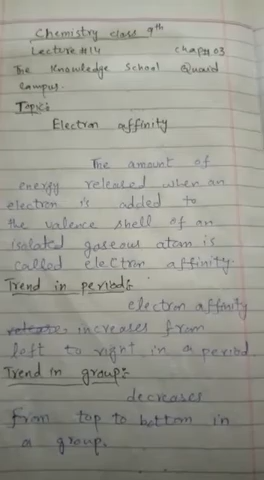 Chemistry class 9th
Lecture #14 Chap# 03
The Knowledge School Quaid
campus.
Topic:
Electron affinity
The amount of
energy released when an
electron is added to
the valence shell of an
isolated gaseous atom is
called electron affinity.
Trend in period:-
electron affinity
increases from
left to right in a period
Trend in group:-
decreases
from top to bottom in
a group.